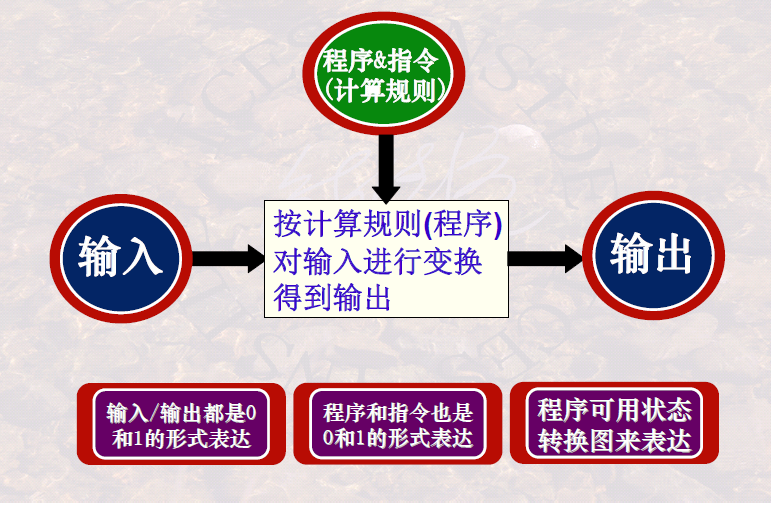 程序&指令
(计算规则)
按计算规则(程序)
对输入进行变换
得到输出
输入
输出
输入/输出都是0
和1的形式表达
程序和指令也是
0和1的形式表达
程序可用状态
转换图来表达